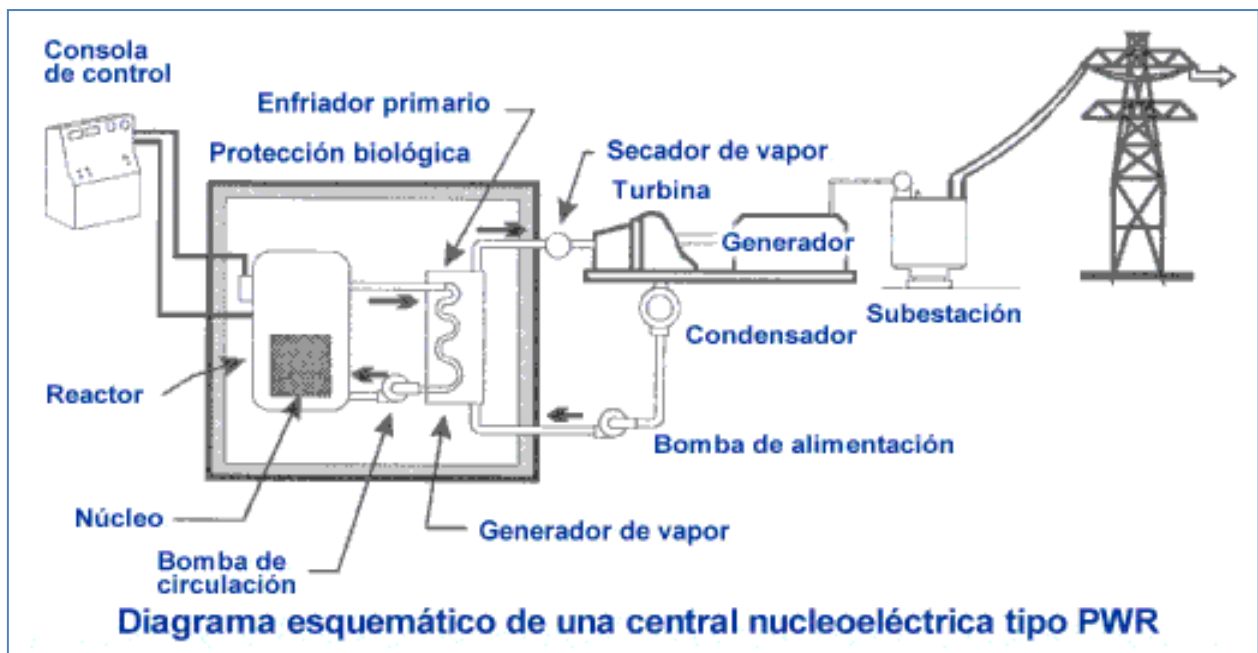 Consola
de control
Enfriador primario
Protección biológica
Secador de vapor
Turbina
Generador
Subestación
Condensador
Reactor
Bomba de alimentación
Núcleo
Generador de vapor
Bomba de
circulación
Diagrama esquemático de una central nucleoeléctrica tipo PWR